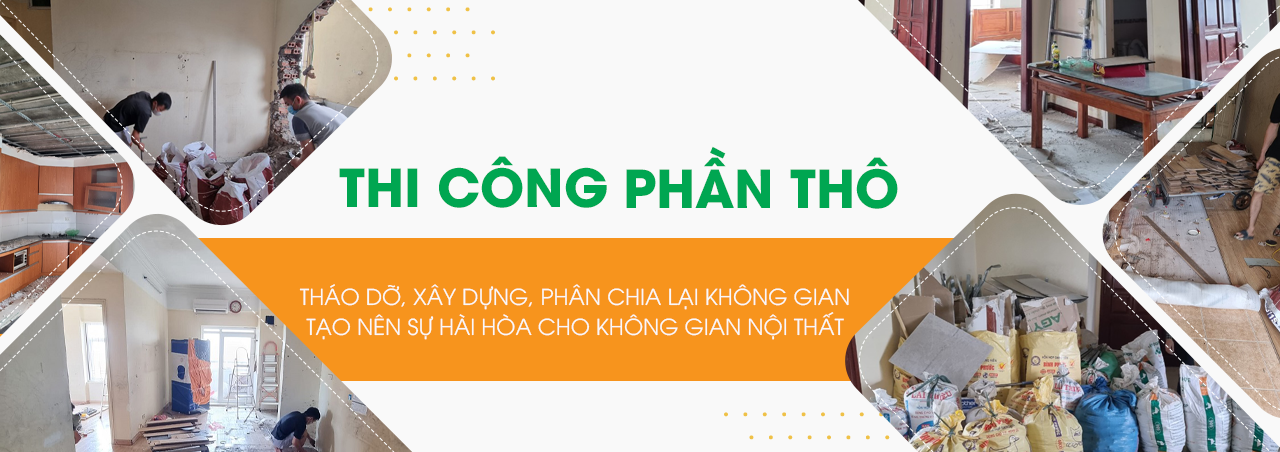 THI CÔNG PHẦN THÔ
THÁO DỠ, XÂY DỰNG, PHÂN CHIA LẠI KHÔNG GIAN
TẠO NÊN SỰ HÀI HÒA CHO KHÔNG GIAN NỘI THẤT